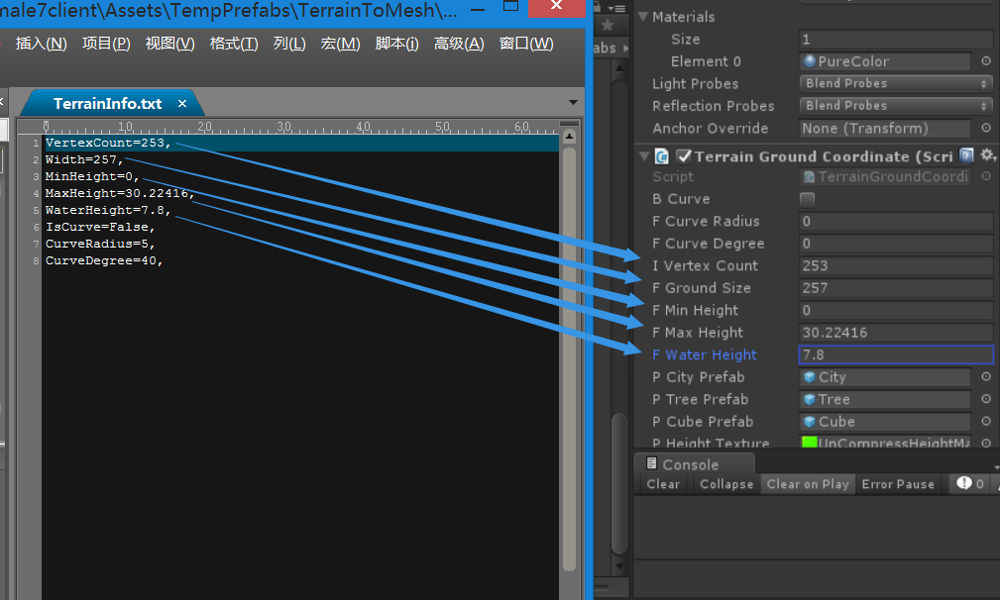 male7client\Assets\TempPrefabs\TerrainToMesh\...
插入(N) 项目(P) 视图(V) 格式(T) 列(L) 宏(M) 脚本(i) 高级(A) 窗口(W)
TerrainInfo.txt
0 10 20 30 40 50 60
1 VertexCount=253,
2 Width=257,
3 MinHeight=0,
4 MaxHeight=30.22416,
5 WaterHeight=7.8,
6 IsCurve=False,
7 CurveRadius=5,
8 CurveDegree=40,
abs
Materials
Size 1
Element 0 PureColor
Light Probes Blend Probes
Reflection Probes Blend Probes
Anchor Override None (Transform)
Terrain Ground Coordinate (Scri
Script TerrainGroundCoordi
B Curve
F Curve Radius 0
F Curve Degree 0
I Vertex Count 253
F Ground Size 257
F Min Height 0
F Max Height 30.22416
F Water Height 7.8
P City Prefab City
P Tree Prefab Tree
P Cube Prefab Cube
P Height Texture UnCompressHeightMa
Console
Clear Collapse Clear on Play Error Pause 0